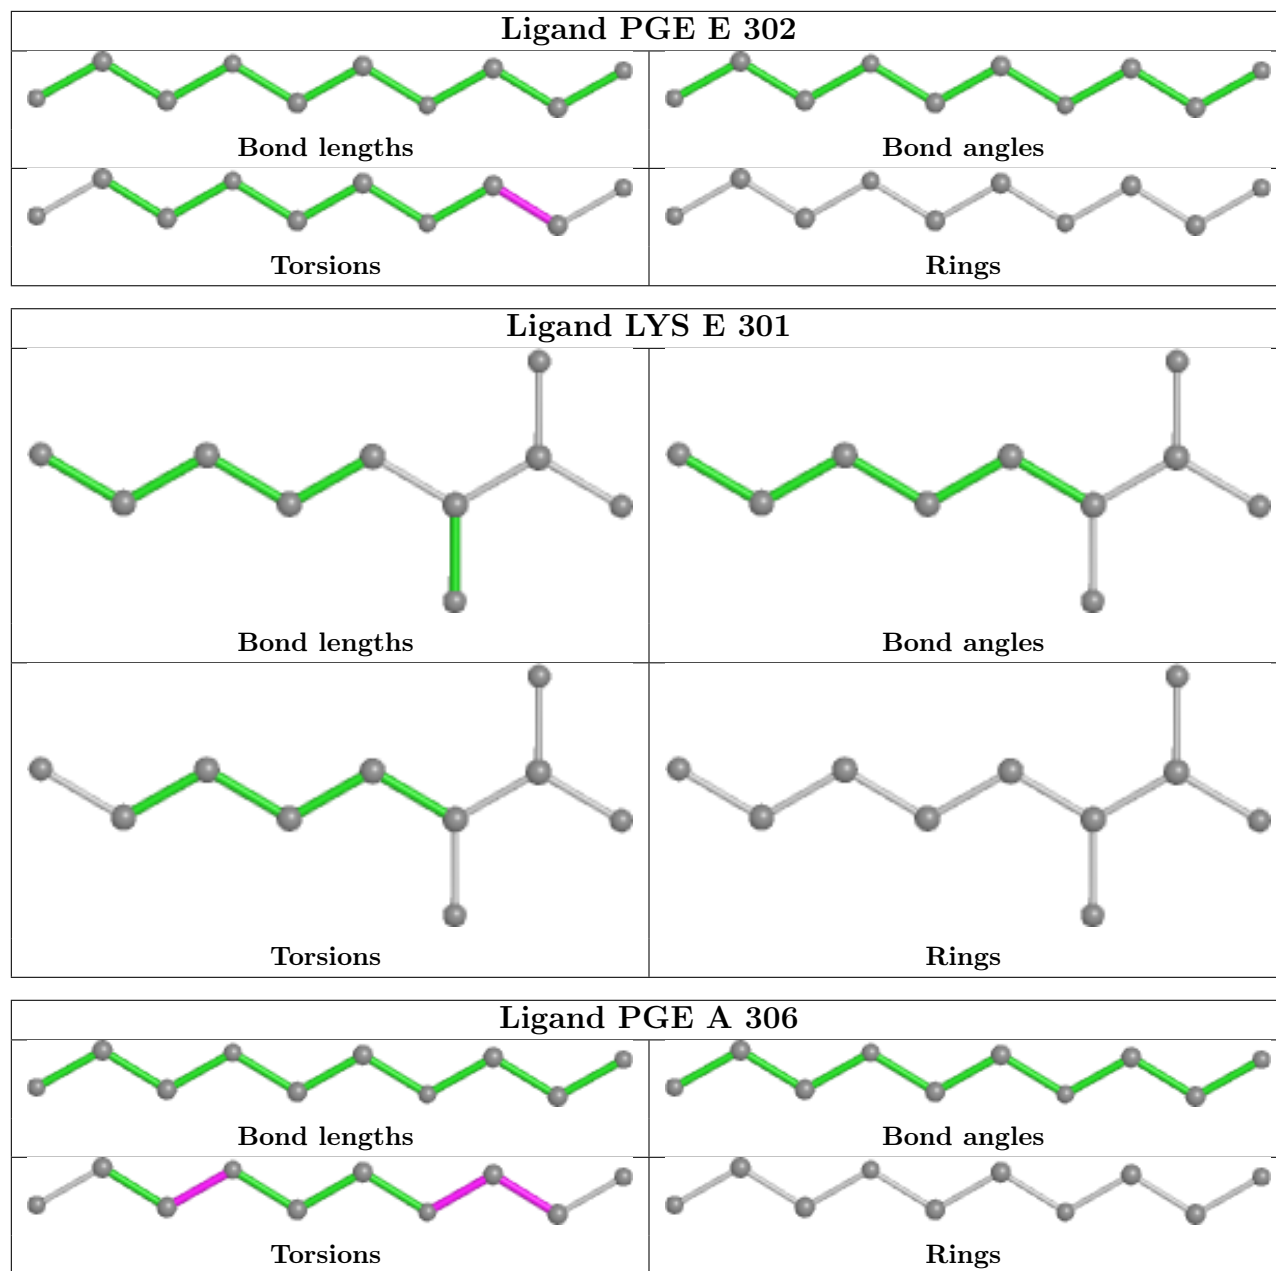 Ligand PGE E 302
Bond lengths
Bond angles
Torsions
Rings
Ligand LYS E 301
Bond lengths
Bond angles
Torsions
Rings
Ligand PGE A 306
Bond lengths
Bond angles
Torsions
Rings